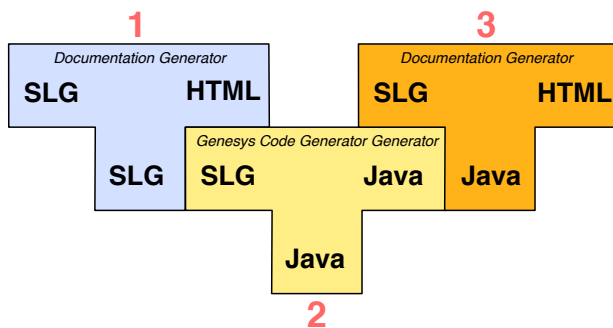 1
3
Documentation Generator
Documentation Generator
SLG
HTML
SLG
HTML
Genesys Code Generator Generator
SLG
SLG
Java
Java
Java
2